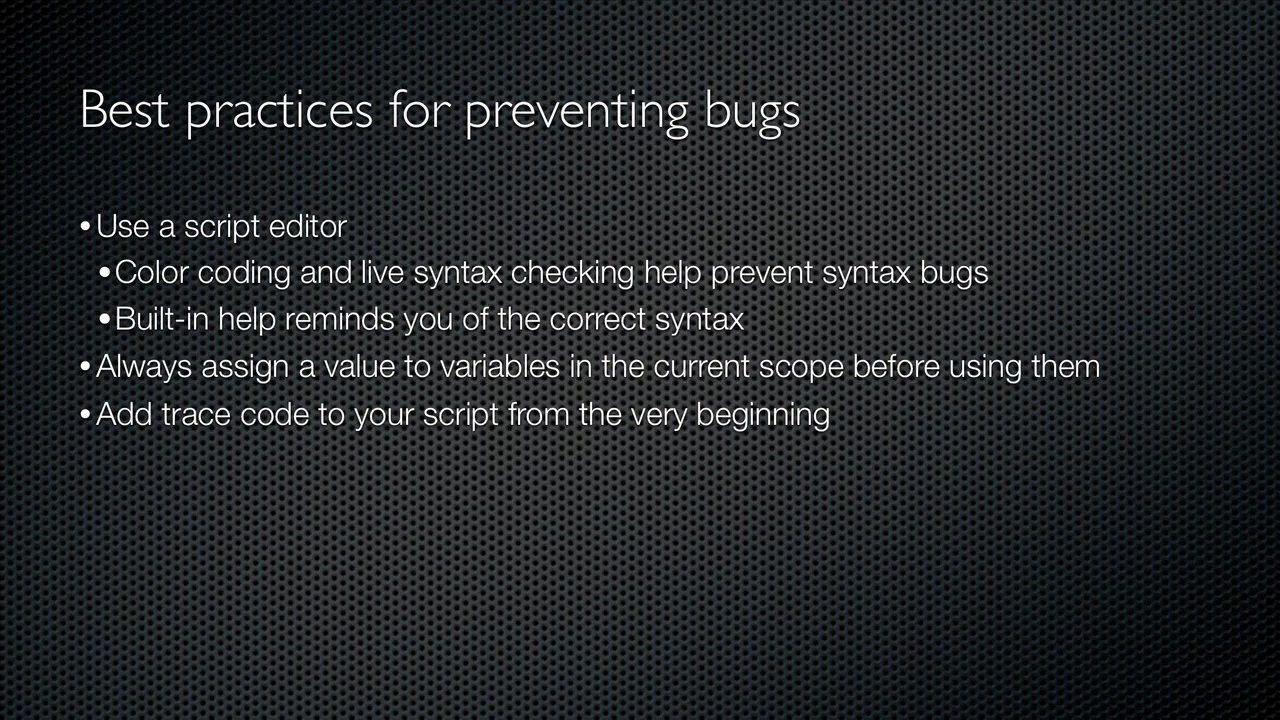 Best practices for preventing bugs
•Use a script editor
•Color coding and live syntax checking help prevent syntax bugs
•Built-in help reminds you of the correct syntax
•Always assign a value to variables in the current scope before using them
•Add trace code to your script from the very beginning